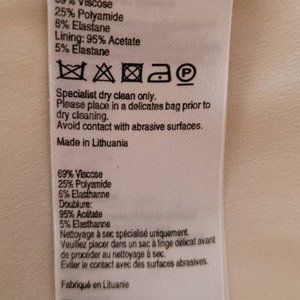 69% Viscose
25% Polyamide
6% Elastane
Lining: 95% Acetate
5% Elastane
P
Specialist dry clean only.
Please place in a delicates bag prior to
dry cleaning.
Avoid contact with abrasive surfaces.
Made in Lithuania
69% Viscose
25% Polyamide
6% Elasthanne
Doublure:
95% Acétate
5% Elasthanne
Nettoyage à sec spécialisé uniquement.
Veuillez placer dans un sac à linge délicat avant
de procéder au nettoyage à sec.
Eviter le contact avec des surfaces abrasives.
Fabriqué en Lituanie